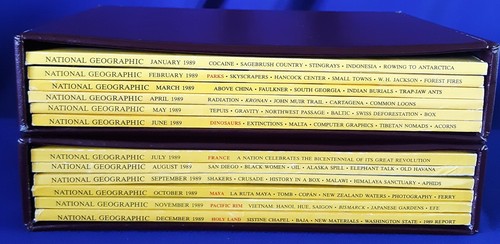 NATIONAL GEOGRAPHIC JANUARY 1989 COCAINE • SAGEBRUSH COUNTRY • STINGRAYS • INDONESIA • ROWING TO ANTARCTICA
NATIONAL GEOGRAPHIC FEBRUARY 1989 PARKS • SKYSCRAPERS • HANCOCK CENTER • SMALL TOWNS • W. H. JACKSON • FOREST FIRES
NATIONAL GEOGRAPHIC MARCH 1989 ABOVE CHINA • FAULKNER • SOUTH GEORGIA • INDIAN BURIALS • TRAP-JAW ANTS
NATIONAL GEOGRAPHIC APRIL 1989 RADIATION • KRONAN • JOHN MUIR TRAIL • CARTAGENA • COMMON LOONS
NATIONAL GEOGRAPHIC MAY 1989 TEPUIS • GRAVITY • NORTHWEST PASSAGE • BALTIC • SWISS DEFORESTATION • BOX
NATIONAL GEOGRAPHIC JUNE 1989 DINOSAURS • EXTINCTIONS • MALTA • COMPUTER GRAPHICS • TIBETAN NOMADS • ACORNS
NATIONAL GEOGRAPHIC JULY 1989 FRANCE • A NATION CELEBRATES THE BICENTENNIAL OF ITS GREAT REVOLUTION
NATIONAL GEOGRAPHIC AUGUST 1989 SAN DIEGO • BLACK WOMEN • OIL • ALASKA SPILL • ELEPHANT TALK • OLD HAVANA
NATIONAL GEOGRAPHIC SEPTEMBER 1989 SHAKERS • CRUSADE • HISTORY IN A BOX • MALAWI • HIMALAYA SANCTUARY • APHIDS
NATIONAL GEOGRAPHIC OCTOBER 1989 MAYA • LA RUTA MAYA • TOMB • COPÁN • NEW ZEALAND WATERS • PHOTOGRAPHY • FERRY
NATIONAL GEOGRAPHIC NOVEMBER 1989 PACIFIC RIM • VIETNAM: HANOI, HUE, SAIGON • BISMARCK • JAPANESE GARDENS • EFE
NATIONAL GEOGRAPHIC DECEMBER 1989 HOLY LAND • SISTINE CHAPEL • BAJA • NEW MATERIALS • WASHINGTON STATE • 1989 REPORT